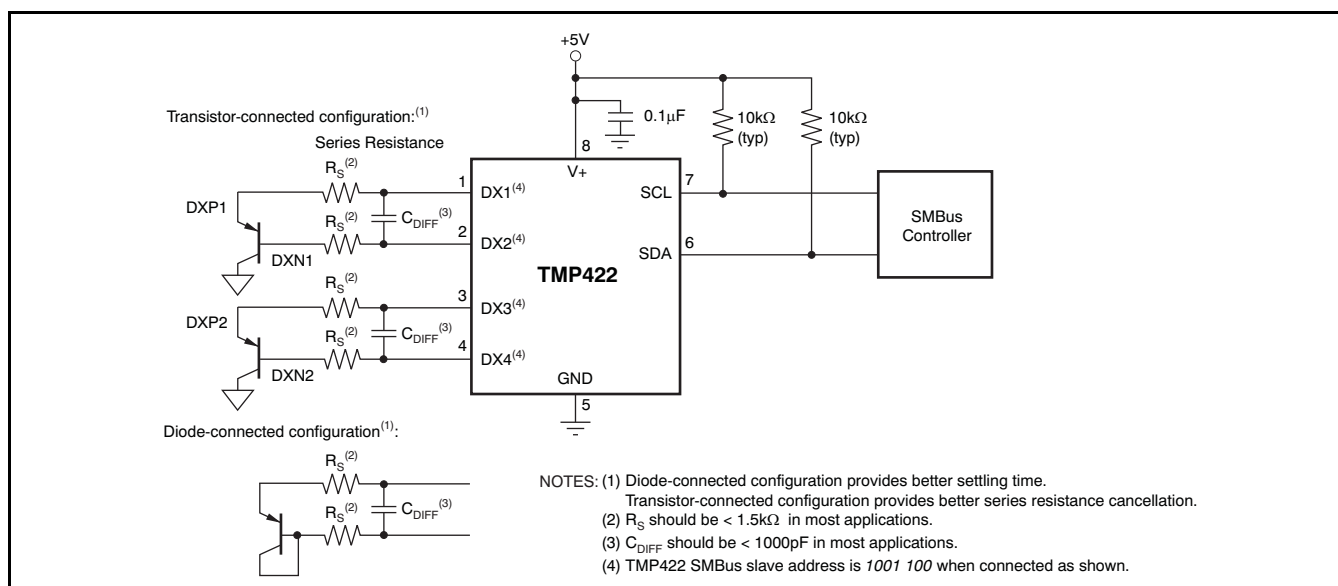 +5V
Transistor-connected configuration:(1)
Series Resistance
0.1μF
10kΩ
(typ)
10kΩ
(typ)
8
V+
RS(2)
1
DX1(4)
SCL
7
DXP1
RS(2)
CDIFF(3)
2
DX2(4)
DXN1
SMBus
Controller
SDA
6
TMP422
RS(2)
3
DX3(4)
DXP2
RS(2)
CDIFF(3)
4
DX4(4)
DXN2
GND
5
Diode-connected configuration(1):
RS(2)
RS(2)
CDIFF(3)
NOTES: (1) Diode-connected configuration provides better settling time.
Transistor-connected configuration provides better series resistance cancellation.
(2) RS should be < 1.5kΩ in most applications.
(3) CDIFF should be < 1000pF in most applications.
(4) TMP422 SMBus slave address is 1001 100 when connected as shown.